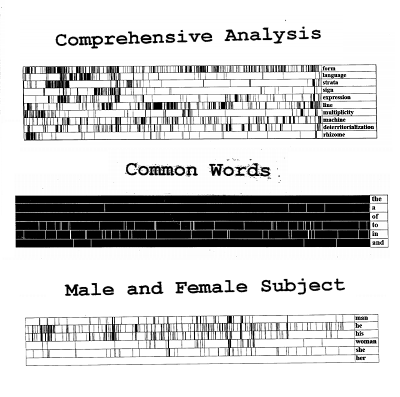 Comprehensive Analysis
form
language
strata
sign
expression
line
multiplicity
machine
deterritorialization
rhizome
Common Words
the
a
of
to
in
and
Male and Female Subject
man
he
his
woman
she
her